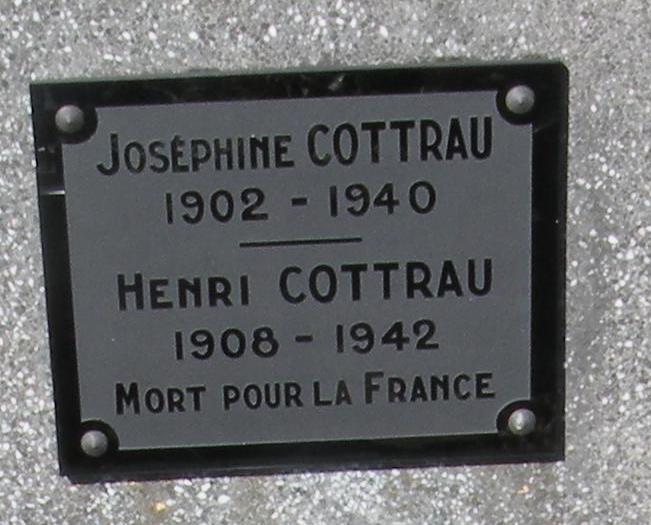 JOSÉPHINE COTTRAU
1902 - 1940
HENRI COTTRAU
1908 - 1942
MORT POUR LA FRANCE